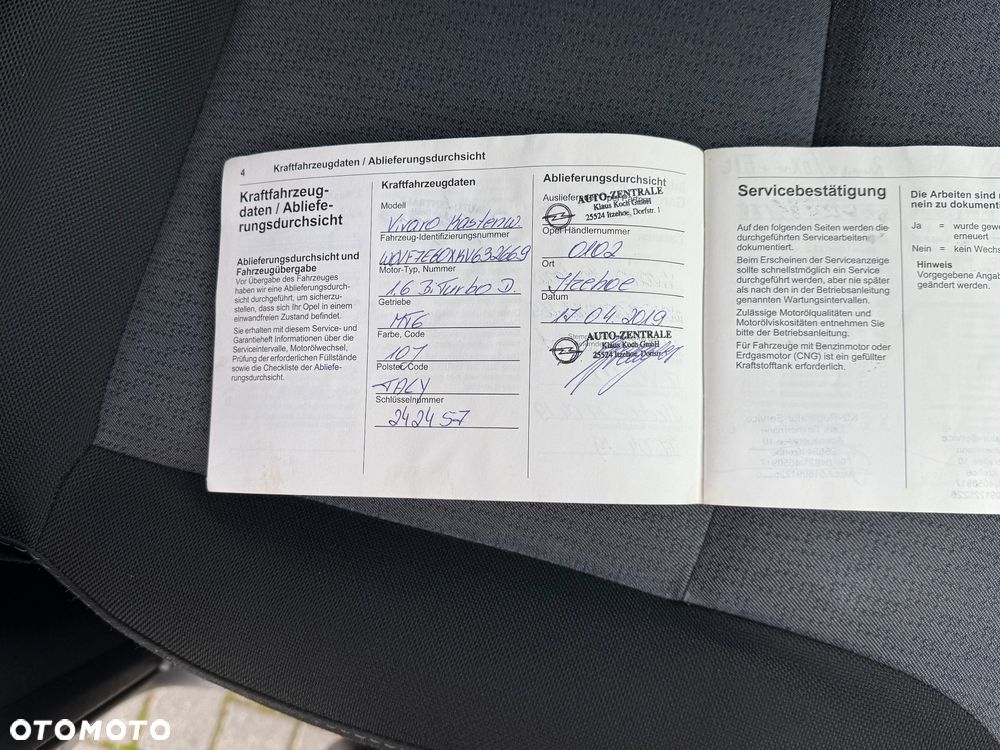 4 Kraftfahrzeugdaten / Ablieferungsdurchsicht
Kraftfahrzeug-
daten / Abliefe-
rungsdurchsicht
Ablieferungsdurchsicht und
Fahrzeugübergabe
Vor Übergabe des Fahrzeuges
haben wir eine Ablieferungsdurch-
sicht durchgeführt, um sicherzu-
stellen, dass sich Ihr Opel in einem
einwandfreien Zustand befindet.
Sie erhalten mit diesem Service- und
Garantieheft Informationen über die
Serviceintervalle, Motorölwechsel,
Prüfung der erforderlichen Füllstände
sowie die Checkliste der Abliefe-
rungsdurchsicht.
Kraftfahrzeugdaten
Modell
Vivaro Kastenw.
Fahrzeug-Identifizierungsnummer
W0VF7E60XKV632669
Motor-Typ, Nummer
1.6 B.Turbo D.
Getriebe
MT6
Farbe, Code
107
Polster, Code
TALY
Schlüsselnummer
242457
Ablieferungsdurchsicht
AUTO-ZENTRALE
Klaus Koch GmbH
25524 Itzehoe, Dorfstr. 1
Opel Händlernummer
0102
Ort
Itzehoe
Datum
17.04.2019
AUTO-ZENTRALE
Klaus Koch GmbH
25524 Itzehoe, Dorfstr. 1
Servicebestätigung
Auf den folgenden Seiten werden die
durchgeführten Servicearbeiten
dokumentiert.
Beim Erscheinen der Serviceanzeige
sollte schnellstmöglich ein Service
durchgeführt werden, aber nie später
als nach den in der Betriebsanleitung
genannten Wartungsintervallen.
Zulässige Motorölqualitäten und
Motorölviskositäten entnehmen Sie
bitte der Betriebsanleitung.
Für Fahrzeuge mit Benzinmotor oder
Erdgasmotor (CNG) ist ein gefüllter
Kraftstofftank erforderlich.
Die Arbeiten sind
nein zu dokumenti
Ja = wurde gewe
erneuert
Nein = kein Wechs
Hinweis
Vorgegebene Angab
geändert werden.
OTOMOTO